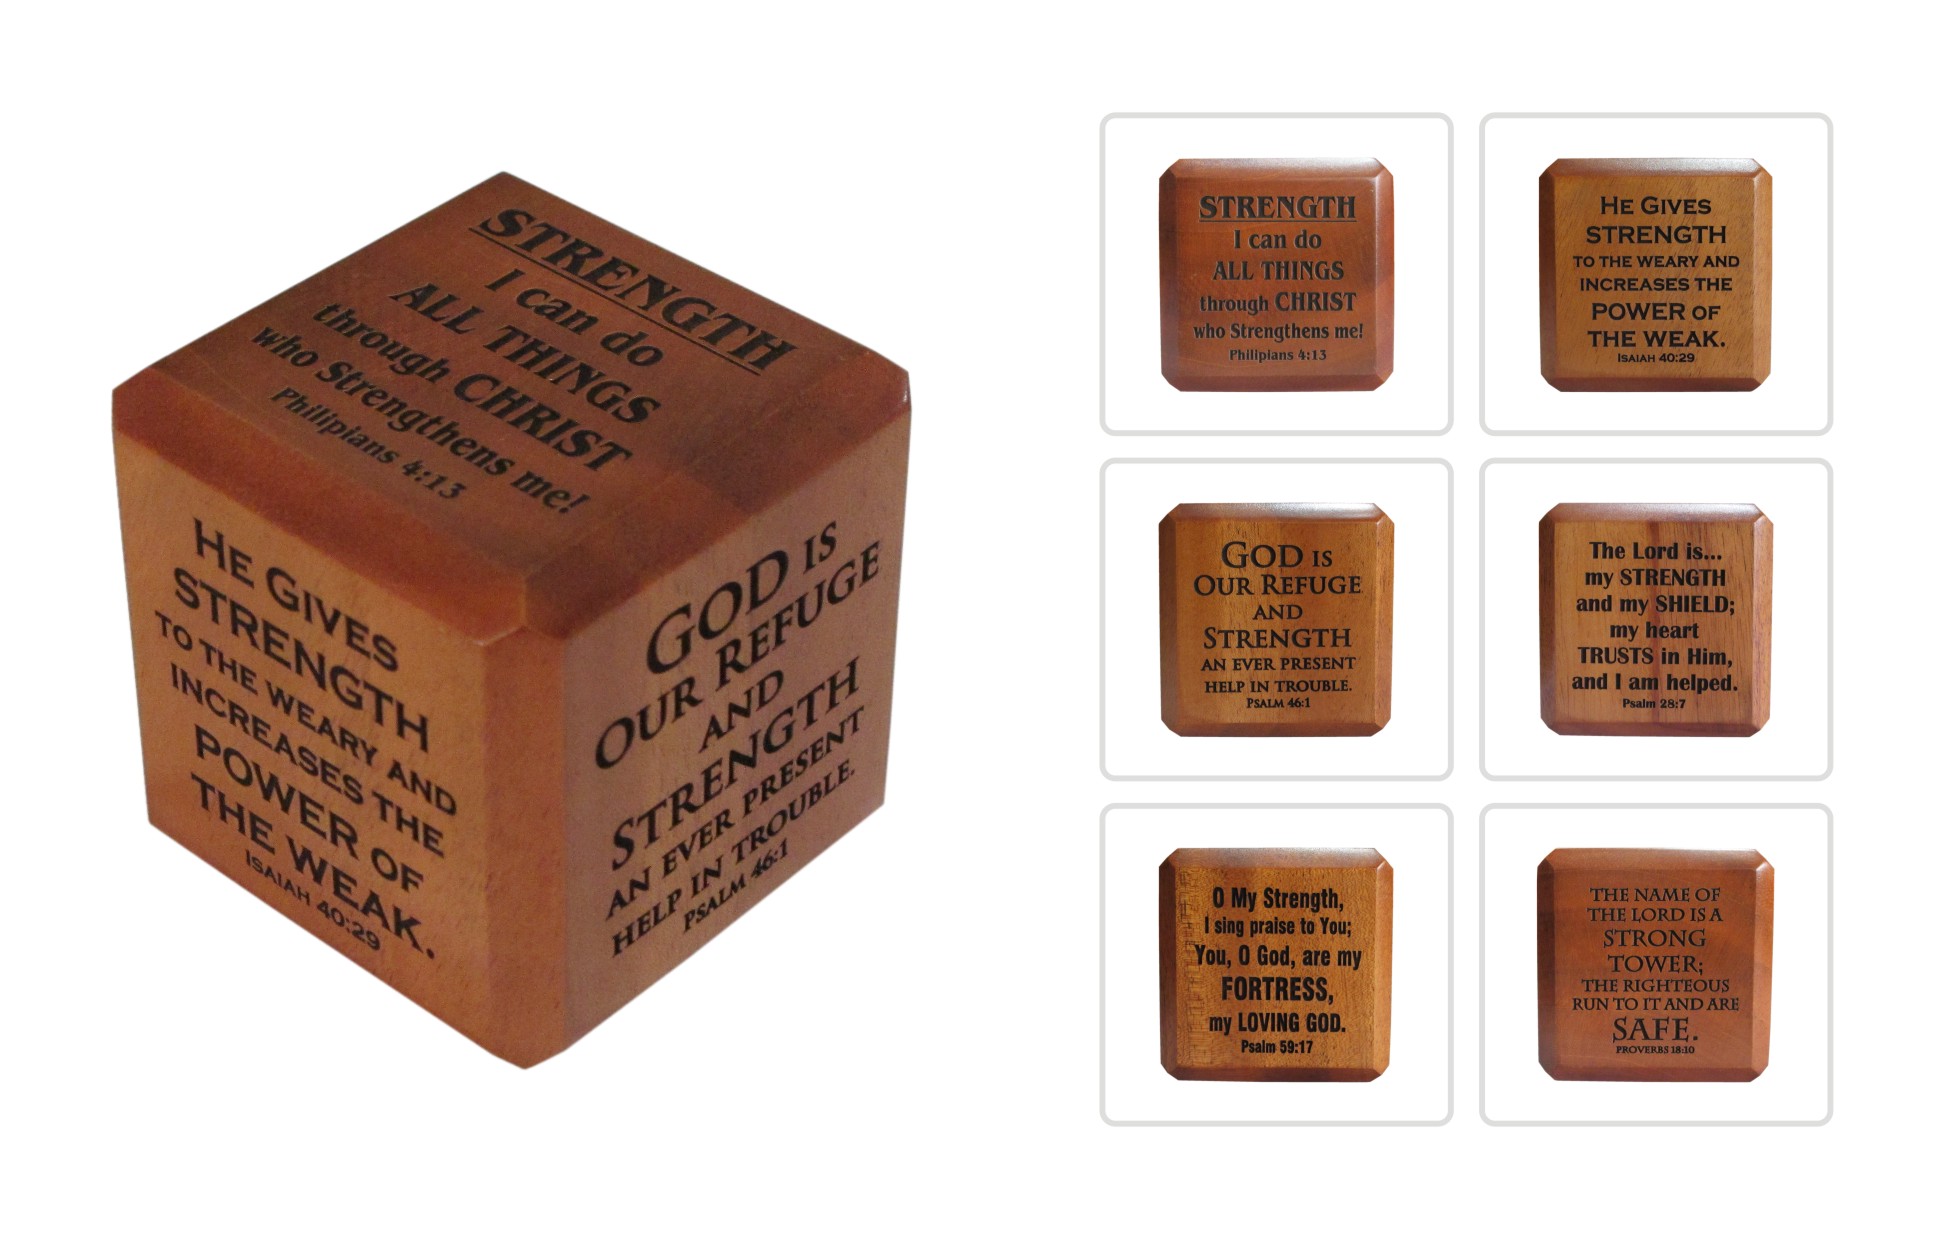 STRENGTH
I can do
ALL THINGS
through CHRIST
who Strengthens me!
Philipians 4:13
HE GIVES
STRENGTH
TO THE WEARY AND
INCREASES THE
POWER OF
THE WEAK.
ISAIAH 40:29
GOD IS
OUR REFUGE
AND
STRENGTH
AN EVER PRESENT
HELP IN TROUBLE.
PSALM 46:1
STRENGTH
I can do
ALL THINGS
through CHRIST
who Strengthens me!
Philipians 4:13
HE GIVES
STRENGTH
TO THE WEARY AND
INCREASES THE
POWER OF
THE WEAK.
ISAIAH 40:29
GOD IS
OUR REFUGE
AND
STRENGTH
AN EVER PRESENT
HELP IN TROUBLE.
PSALM 46:1
The Lord is...
my STRENGTH
and my SHIELD;
my heart
TRUSTS in Him,
and I am helped.
Psalm 28:7
O My Strength,
I sing praise to You;
You, O God, are my
FORTRESS,
my LOVING GOD.
Psalm 59:17
THE NAME OF
THE LORD IS A
STRONG
TOWER;
THE RIGHTEOUS
RUN TO IT AND ARE
SAFE.
PROVERBS 18:10